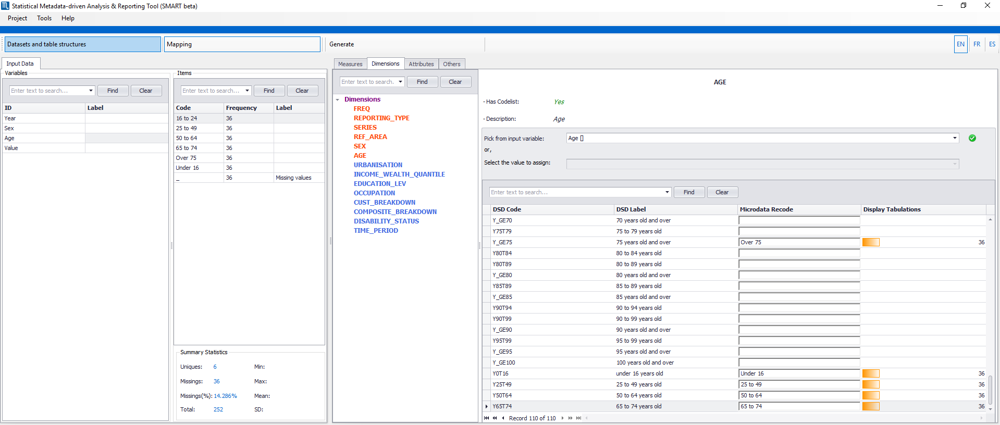 Statistical Metadata-driven Analysis & Reporting Tool (SMART beta)
Project Tools Help
Datasets and table structures Mapping Generate EN FR ES
Input Data
Variables
Enter text to search... Find Clear
ID Label
Year
Sex
Age
Value
Items
Enter text to search... Find Clear
Code Frequency Label
16 to 24 36
25 to 49 36
50 to 64 36
65 to 74 36
Over 75 36
Under 16 36
_ 36 Missing values
Summary Statistics
Uniques: 6 Min:
Missings: 36 Max:
Missings(%): 14.286% Mean:
Total: 252 SD:
Measures Dimensions Attributes Others
Enter text to search. Find Clear
Dimensions
FREQ
REPORTING_TYPE
SERIES
REF_AREA
SEX
AGE
URBANISATION
INCOME_WEALTH_QUANTILE
EDUCATION_LEV
OCCUPATION
CUST_BREAKDOWN
COMPOSITE_BREAKDOWN
DISABILITY_STATUS
TIME_PERIOD
AGE
- Has Codelist: Yes
- Description: Age
Pick from input variable: Age []
or,
Select the value to assign:
Enter text to search... Find Clear
DSD Code DSD Label Microdata Recode Display Tabulations
Y_GE70 70 years old and over
Y75T79 75 to 79 years old
Y_GE75 75 years old and over Over 75 36
Y80T84 80 to 84 years old
Y80T89 80 to 89 years old
Y_GE80 80 years old and over
Y85T89 85 to 89 years old
Y_GE85 85 years old and over
Y90T94 90 to 94 years old
Y90T99 90 to 99 years old
Y_GE90 90 years old and over
Y95T99 95 to 99 years old
Y_GE95 95 years old and over
Y_GE100 100 years old and over
Y0T16 under 16 years old Under 16 36
Y25T49 25 to 49 years old 25 to 49 36
Y50T64 50 to 64 years old 50 to 64 36
Y65T74 65 to 74 years old 65 to 74 36
Record 110 of 110